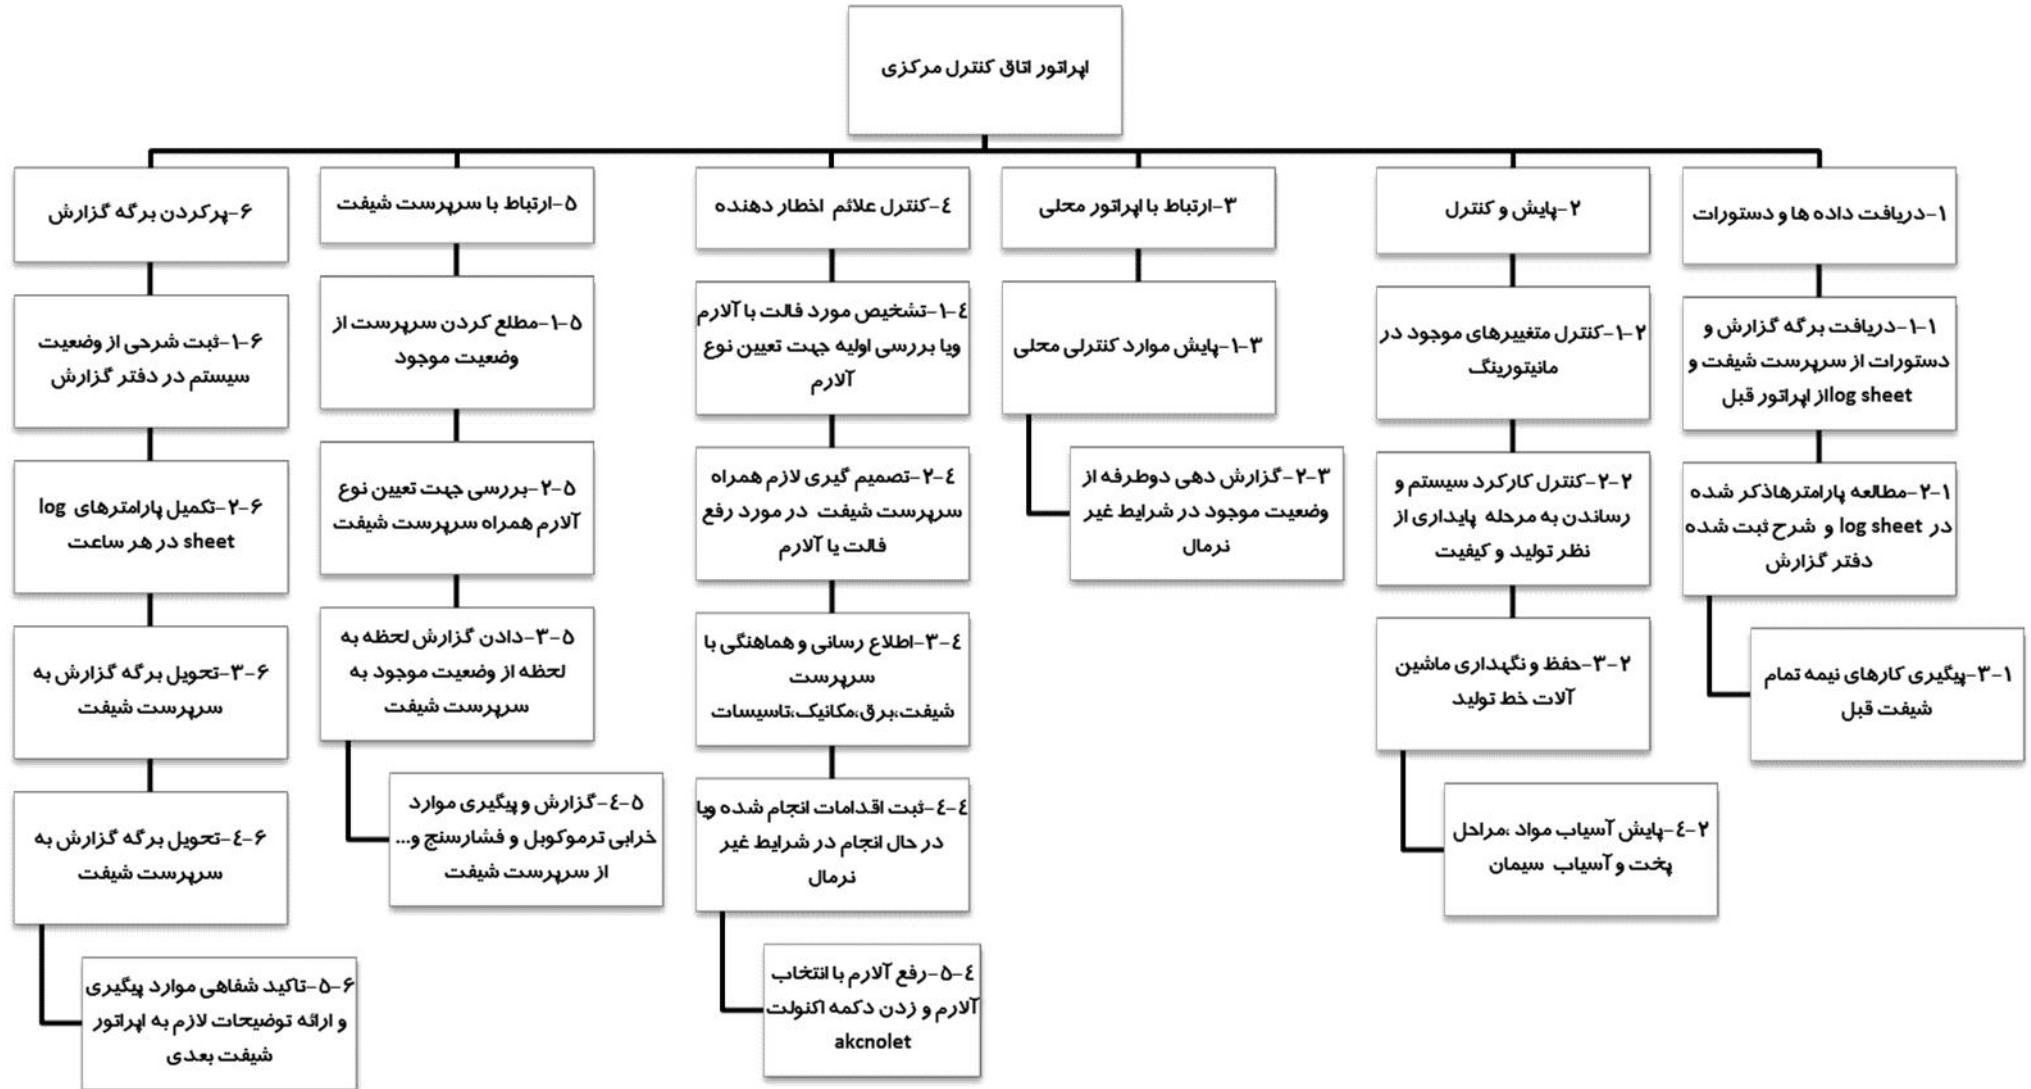 اپراتور اتاق کنترل مرکزی
۱-دریافت داده ها و دستورات
۱-۱-دریافت برگه گزارش و
دستورات از سرپرست شیفت و
log sheetاز اپراتور قبل
۲-۱-مطالعه پارامترهاذکر شده
در log sheet و شرح ثبت شده
دفتر گزارش
۳-۱-پیگیری کارهای نیمه تمام
شیفت قبل
۲-پایش و کنترل
۱-۲-کنترل متغییرهای موجود در
مانیتورینگ
۲-۲-کنترل کارکرد سیستم و
رساندن به مرحله پایداری از
نظر تولید و کیفیت
۳-۲-حفظ و نگهداری ماشین
آلات خط تولید
۴-۲-پایش آسیاب مواد ،مراحل
پخت و آسیاب سیمان
۳-ارتباط با اپراتور محلی
۱-۳-پایش موارد کنترلی محلی
۲-۳-گزارش دهی دوطرفه از
وضعیت موجود در شرایط غیر
نرمال
۴-کنترل علائم اخطار دهنده
۱-۴-تشخیص مورد فالت با آلارم
ویا بررسی اولیه جهت تعیین نوع
آلارم
۲-۴-تصمیم گیری لازم همراه
سرپرست شیفت در مورد رفع
فالت یا آلارم
۳-۴-اطلاع رسانی و هماهنگی با
سرپرست
شیفت،برق،مکانیک،تاسیسات
۴-۴-ثبت اقدامات انجام شده ویا
در حال انجام در شرایط غیر
نرمال
۵-۴-رفع آلارم با انتخاب
آلارم و زدن دکمه اکنولت
akcnolet
۵-ارتباط با سرپرست شیفت
۱-۵-مطلع کردن سرپرست از
وضعیت موجود
۲-۵-بررسی جهت تعیین نوع
آلارم همراه سرپرست شیفت
۳-۵-دادن گزارش لحظه به
لحظه از وضعیت موجود به
سرپرست شیفت
۴-۵-گزارش و پیگیری موارد
خرابی ترموکوبل و فشارسنج و...
از سرپرست شیفت
۶-پرکردن برگه گزارش
۱-۶-ثبت شرحی از وضعیت
سیستم در دفتر گزارش
۲-۶-تکمیل پارامترهای log
sheet در هر ساعت
۳-۶-تحویل برگه گزارش به
سرپرست شیفت
۴-۶-تحویل برگه گزارش به
سرپرست شیفت
۵-۶-تاکید شفاهی موارد پیگیری
و ارائه توضیحات لازم به اپراتور
شیفت بعدی